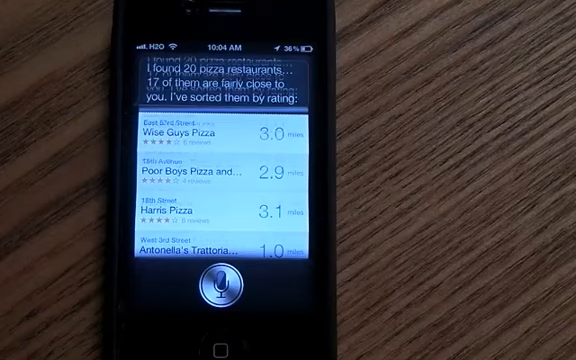 H2O 10:04 AM 36%
I found 20 pizza restaurants...
17 of them are fairly close to
you. I've sorted them by rating:
East 53rd Street
Wise Guys Pizza 3.0 miles
6 reviews
18th Avenue
Poor Boys Pizza and... 2.9 miles
4 reviews
18th Street
Harris Pizza 3.1 miles
8 reviews
West 3rd Street
Antonella's Trattoria... 1.0 miles